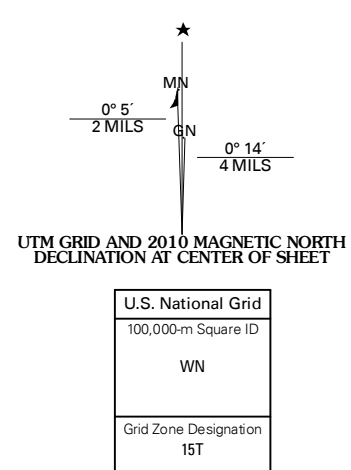 MN
0° 5´
2 MILS
GN
0° 14´
4 MILS
UTM GRID AND 2010 MAGNETIC NORTH
DECLINATION AT CENTER OF SHEET
U.S. National Grid
100,000-m Square ID
WN
Grid Zone Designation
15T